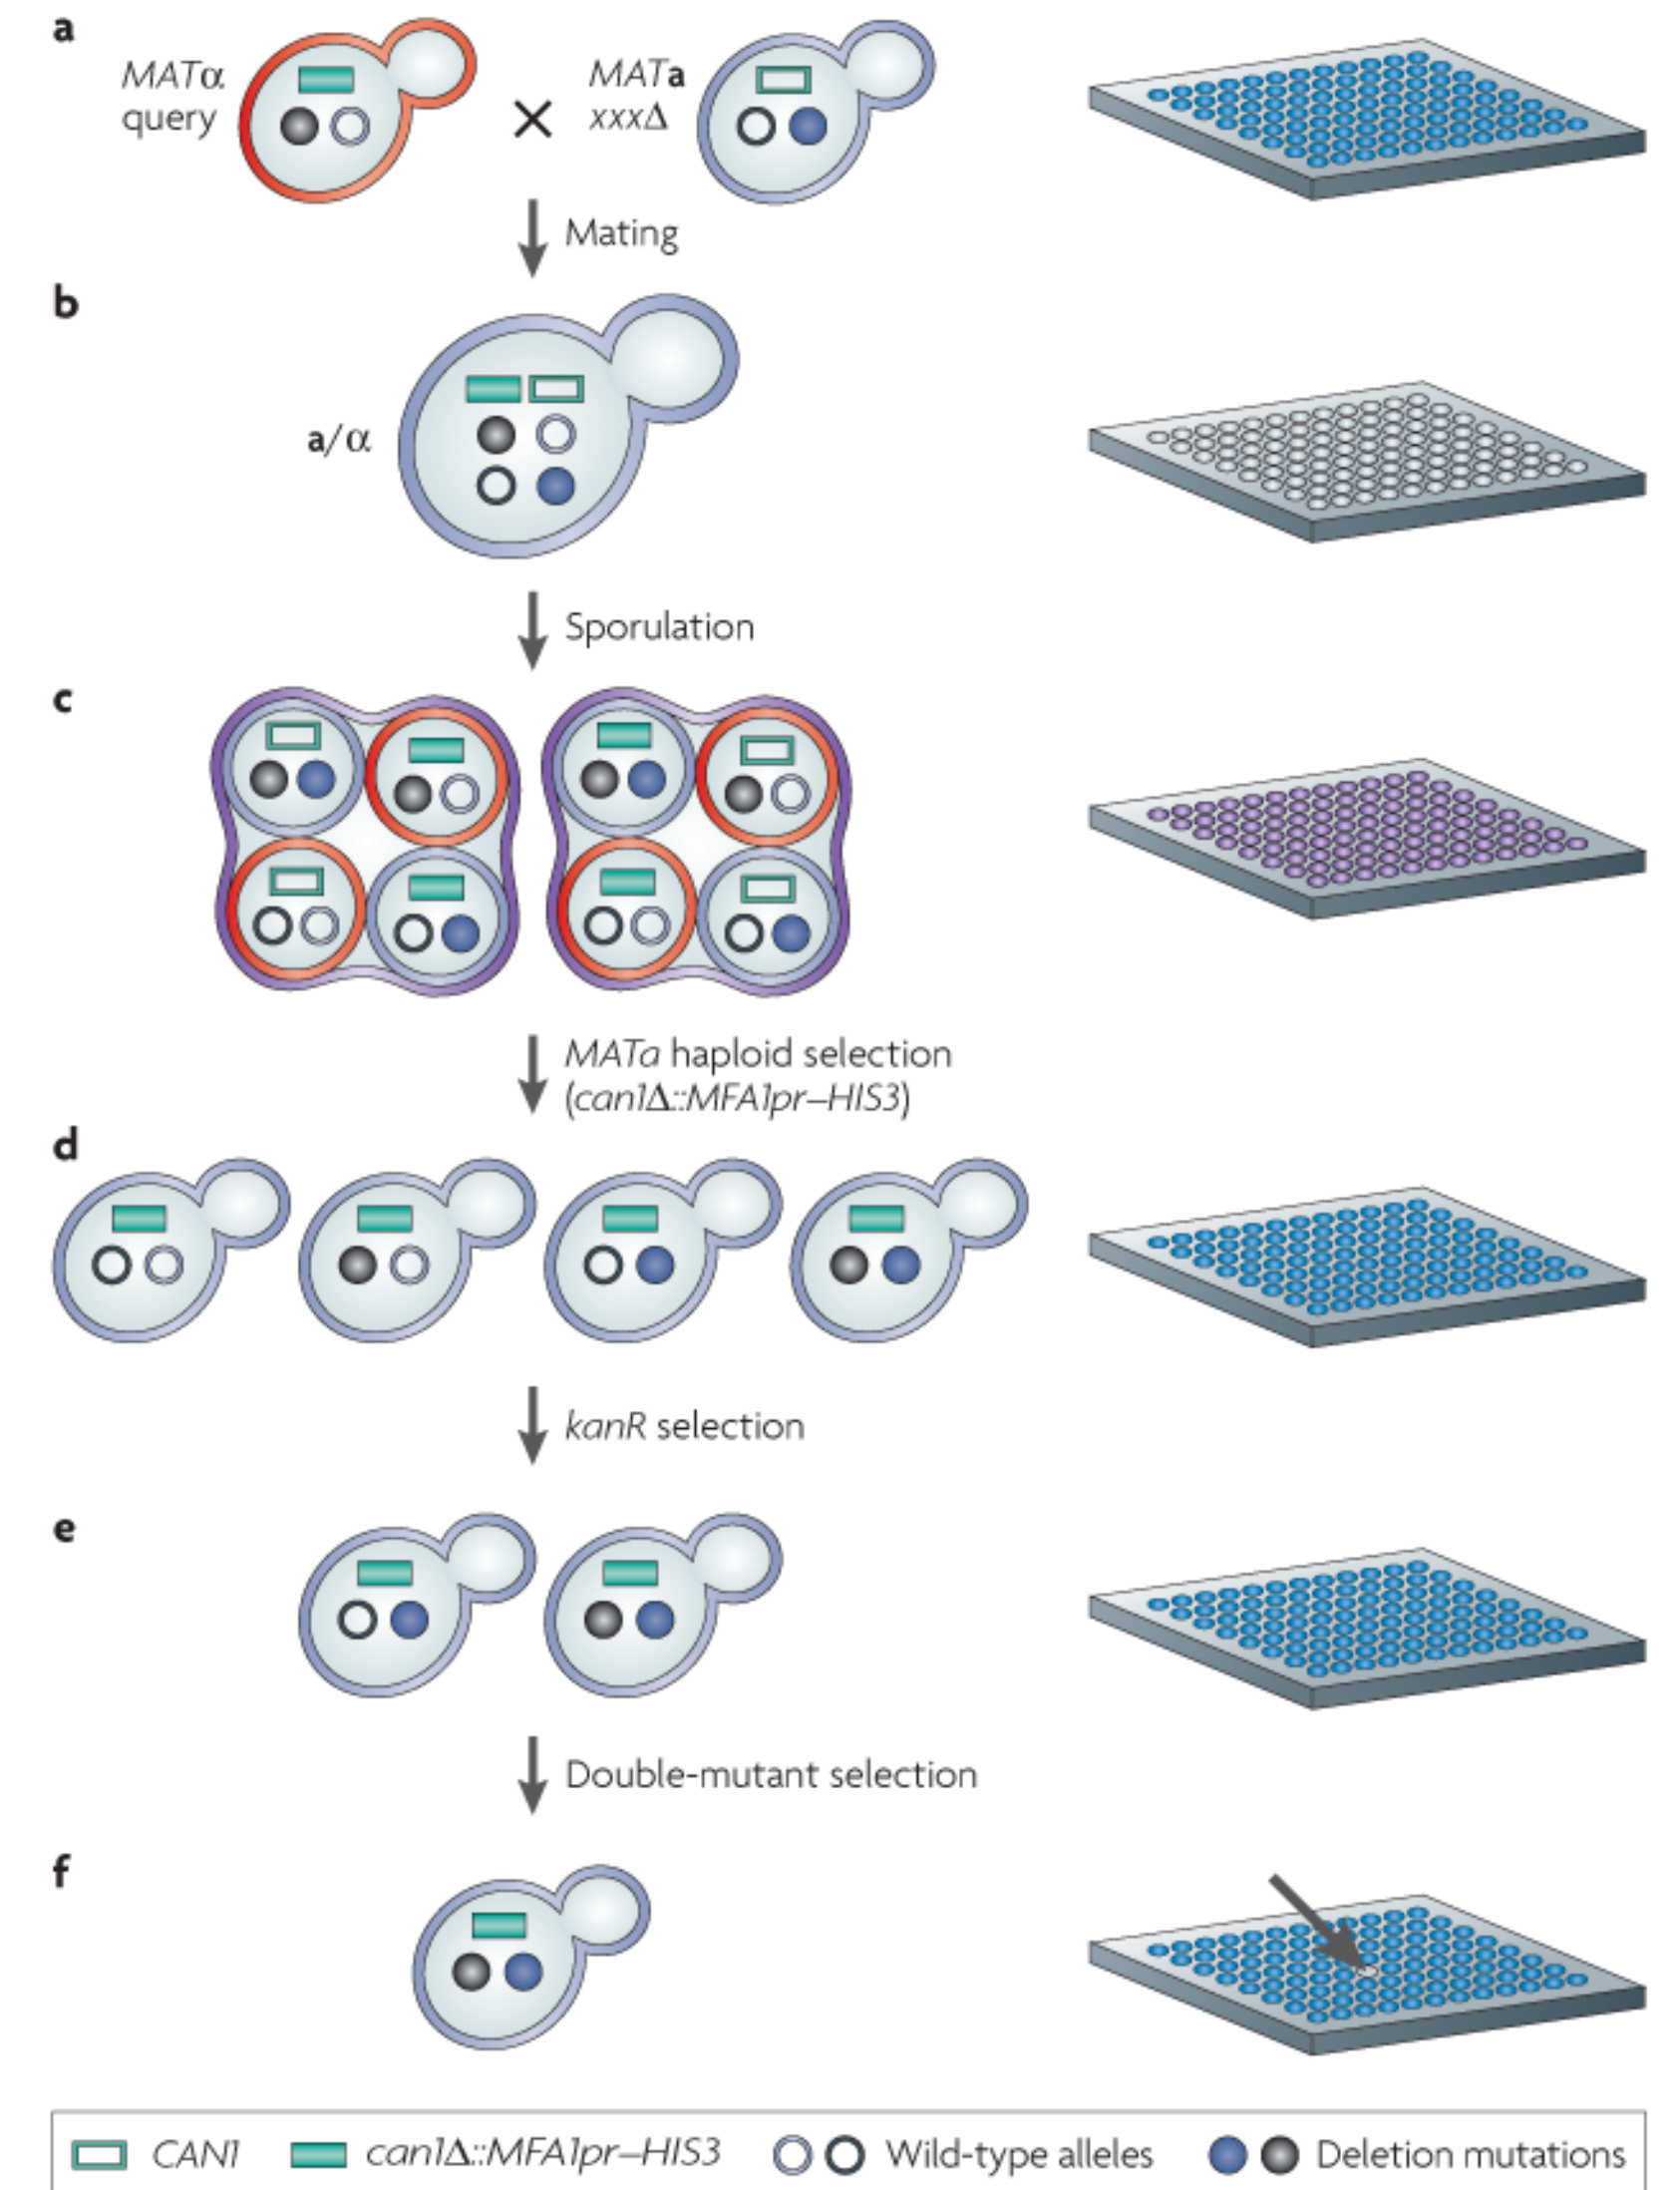 a
MATα
query
×
MATa
xxxΔ
Mating
b
a/α
Sporulation
c
MATa haploid selection
(can1Δ::MFA1pr–HIS3)
d
kanR selection
e
Double-mutant selection
f
CAN1 can1Δ::MFA1pr–HIS3 Wild-type alleles Deletion mutations